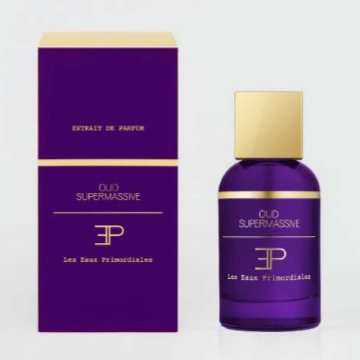 EXTRAIT DE PARFUM
OUD
SUPERMASSIVE
EP
Les Eaux Primordiales
OUD
SUPERMASSIVE
EP
Les Eaux Primordiales